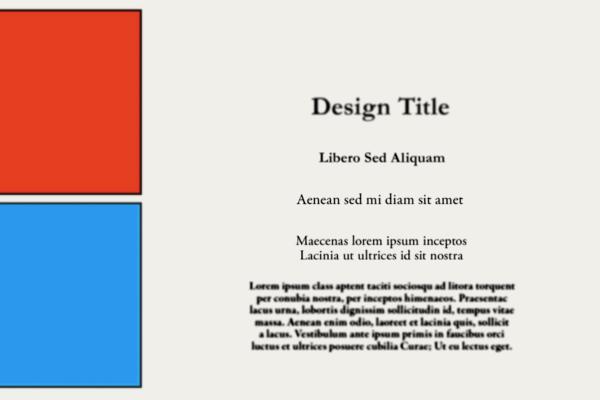 Design Title
Libero Sed Aliquam
Aenean sed mi diam sit amet
Maecenas lorem ipsum inceptos
Lacinia ut ultrices id sit nostra
Lorem ipsum class aptent taciti sociosqu ad litora torquent
per conubia nostra, per inceptos himenaeos. Praesentac
lacus urna, lobortis dignissim sollicitudin id, tempus vitae
massa. Aenean enim odio, laoreet et lacinia quis, sollicit
a lacus. Vestibulum ante ipsum primis in faucibus orci
luctus et ultrices posuere cubilia Curae; Ut eu lectus eget.